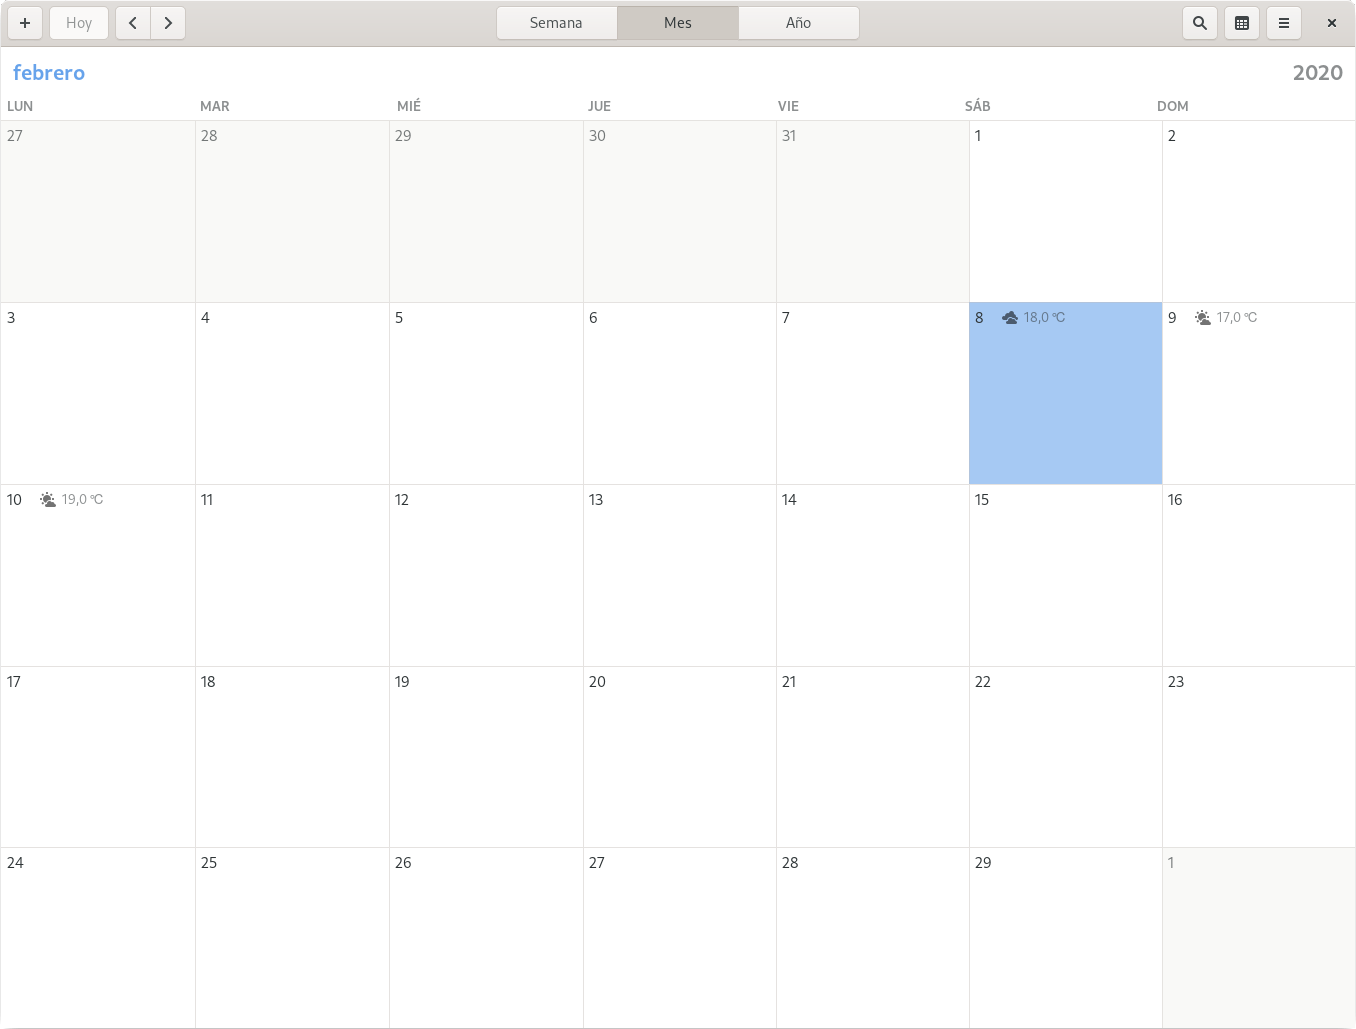 Hoy Semana Mes Año
febrero 2020
LUN MAR MIÉ JUE VIE SÁB DOM
27 28 29 30 31 1 2
3 4 5 6 7 8 18,0 ℃ 9 17,0 ℃
10 19,0 ℃ 11 12 13 14 15 16
17 18 19 20 21 22 23
24 25 26 27 28 29 1